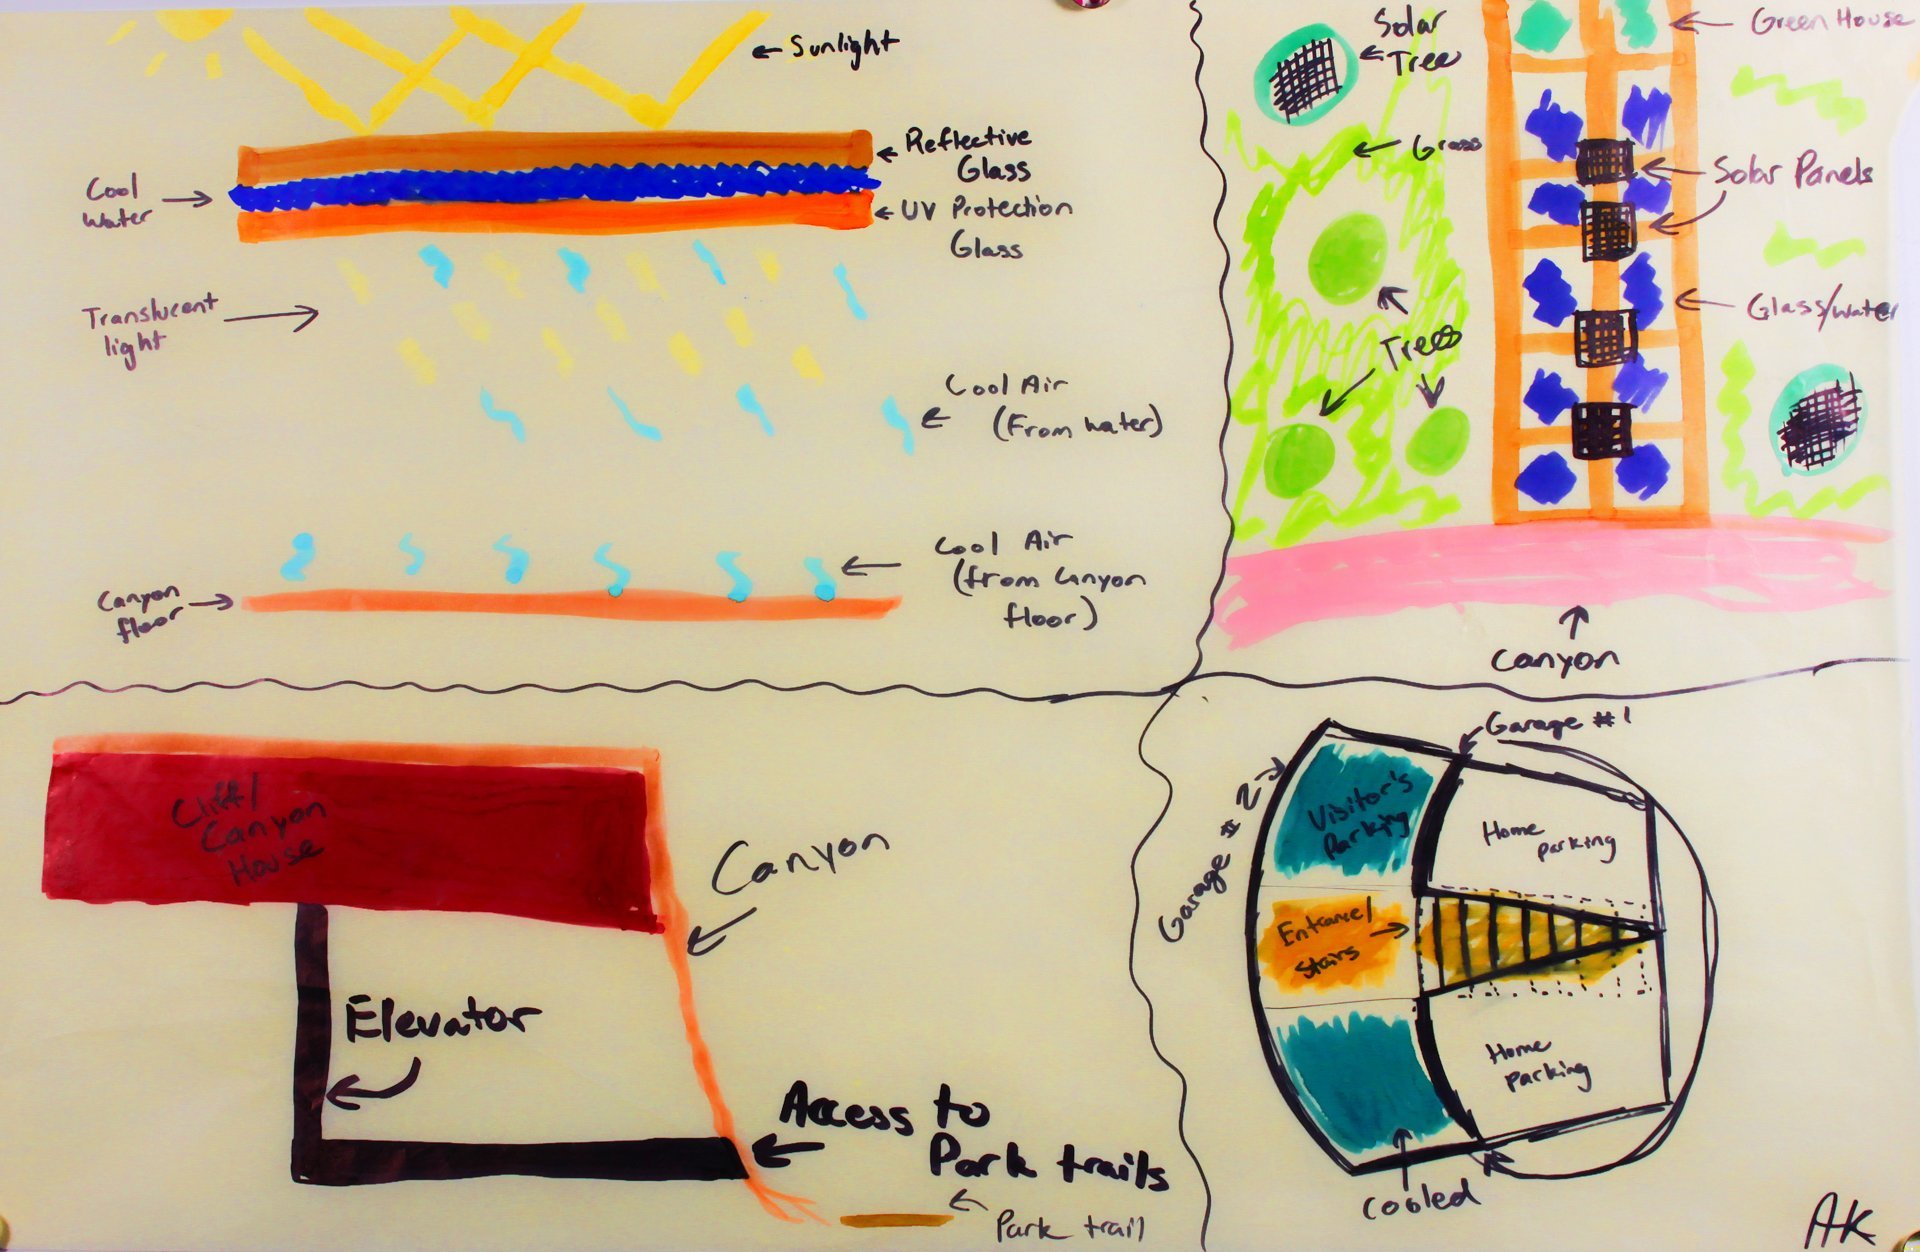 Sunlight
Reflective
Glass
Cool
Water
UV Protection
Glass
Translucent
light
Cool Air
(From water)
Cool Air
(from Canyon
floor)
Canyon
floor
Solar
Tree
Green House
Grass
Solar Panels
Glass/water
Trees
Canyon
Cliff/
Canyon
House
Canyon
Elevator
Access to
Park trails
Park trail
Garage #1
Garage #2
Visitor's
Parking
Home
parking
Entrance/
Stairs
Home
parking
Cooled
AK